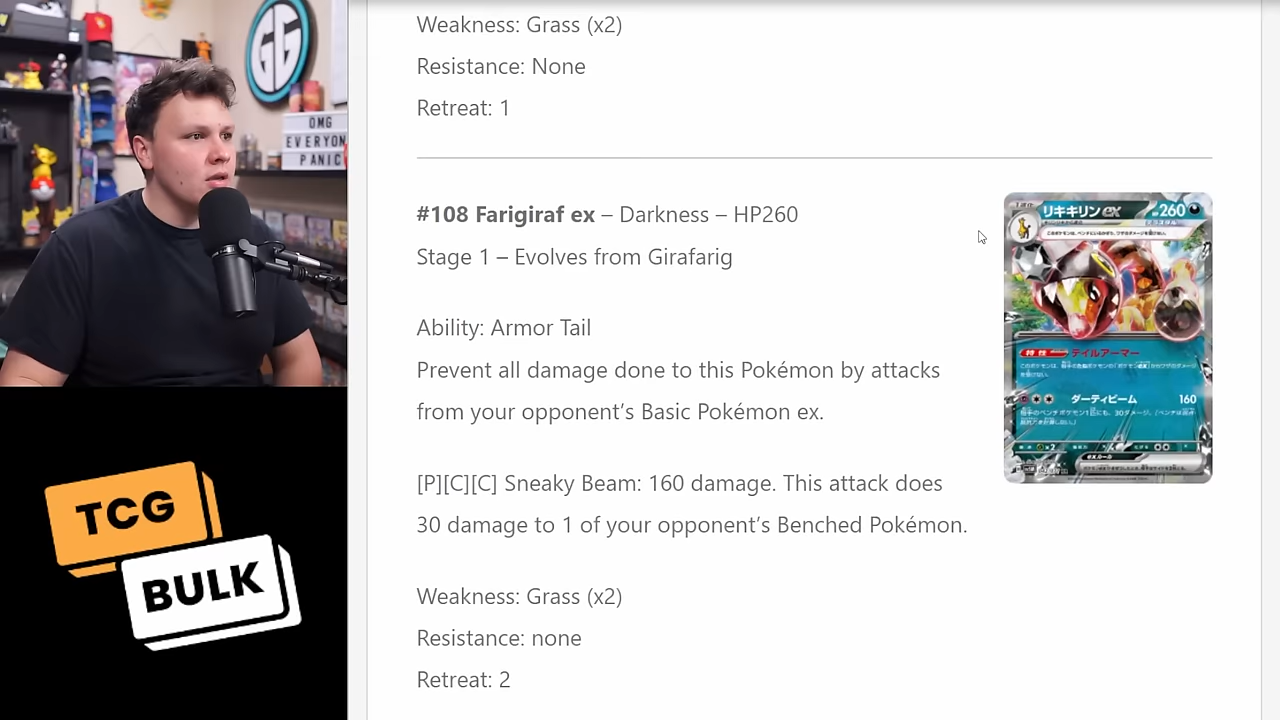 GG
OMG
EVERYON
PANIC
TCG
BULK
Weakness: Grass (x2)
Resistance: None
Retreat: 1
#108 Farigiraf ex – Darkness – HP260
Stage 1 – Evolves from Girafarig
Ability: Armor Tail
Prevent all damage done to this Pokémon by attacks
from your opponent’s Basic Pokémon ex.
[P][C][C] Sneaky Beam: 160 damage. This attack does
30 damage to 1 of your opponent’s Benched Pokémon.
Weakness: Grass (x2)
Resistance: none
Retreat: 2
リキキリンex HP260
特性 テイルアーマー
ダーティビーム 160